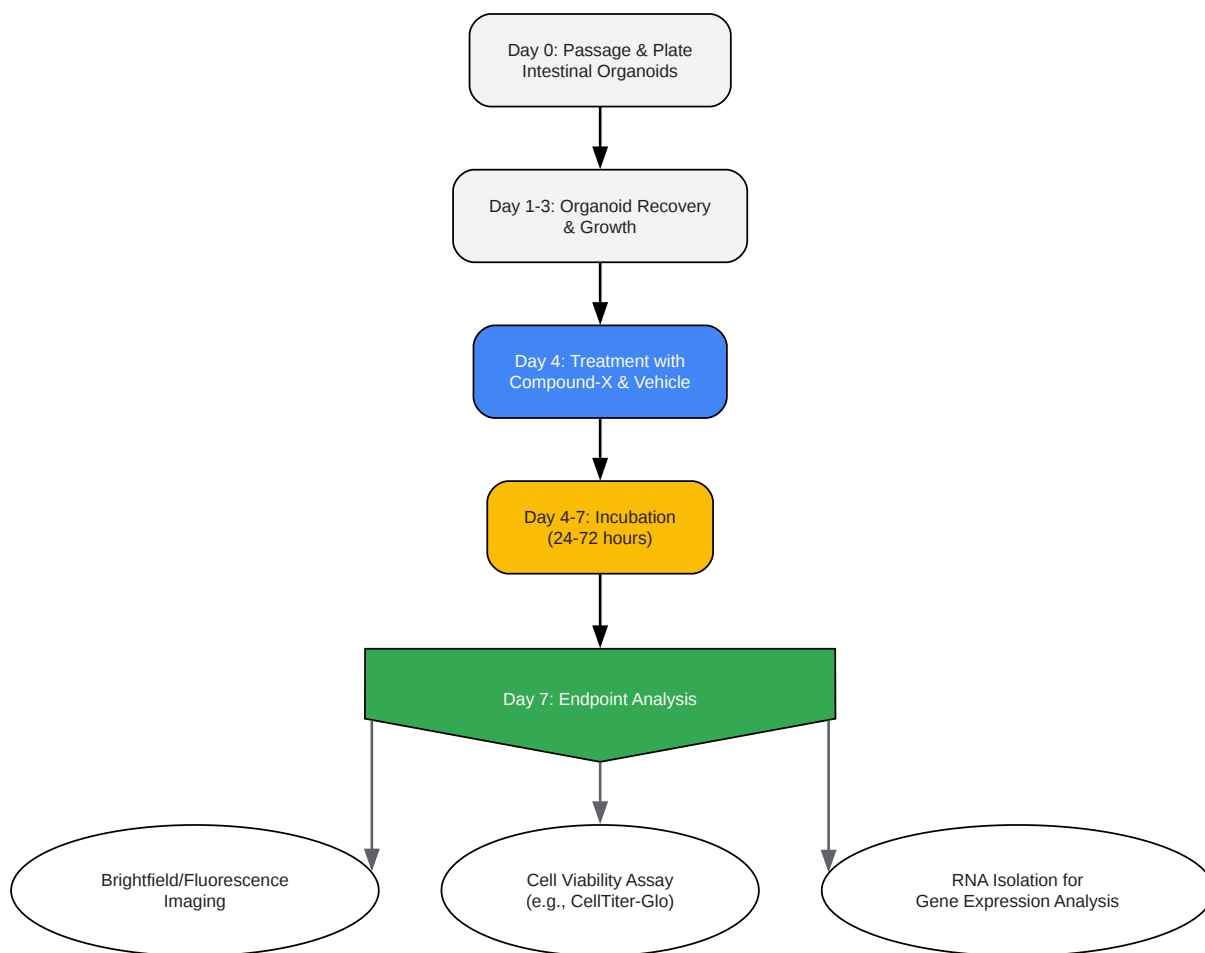 Day 0: Passage & Plate
Intestinal Organoids
Day 1-3: Organoid Recovery
& Growth
Day 4: Treatment with
Compound-X & Vehicle
Day 4-7: Incubation
(24-72 hours)
Day 7: Endpoint Analysis
Brightfield/Fluorescence
Imaging
Cell Viability Assay
(e.g., CellTiter-Glo)
RNA Isolation for
Gene Expression Analysis